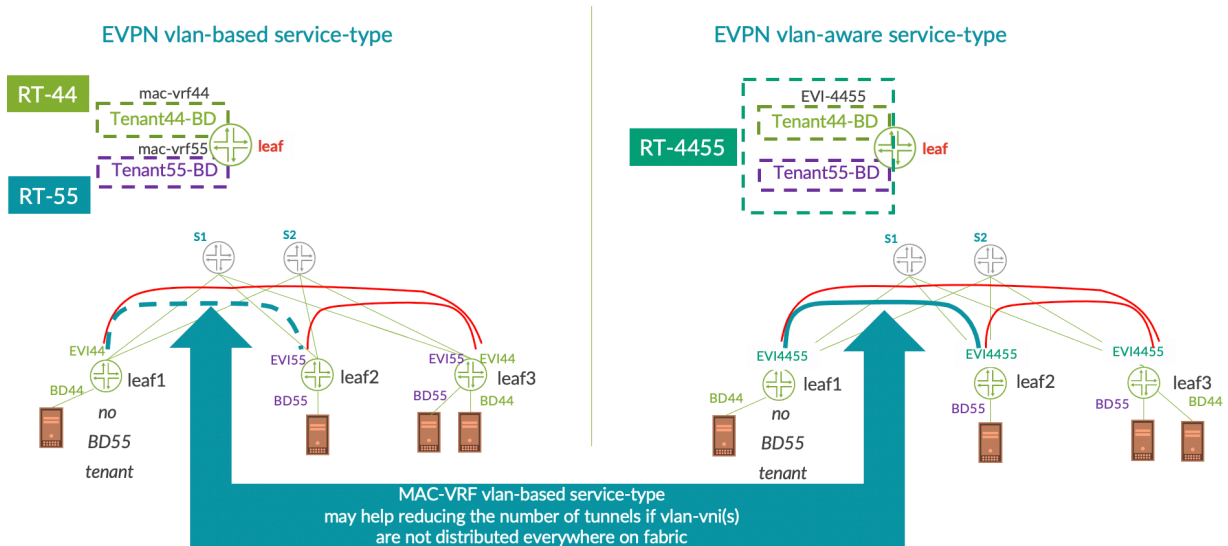 EVPN vlan-based service-type
RT-44
mac-vrf44
Tenant44-BD
mac-vrf55
leaf
Tenant55-BD
RT-55
S1
S2
EVI44
leaf1
BD44
no
BD55
tenant
EVI55
leaf2
BD55
EVI55
EVI44
leaf3
BD55
BD44
EVPN vlan-aware service-type
EVI-4455
Tenant44-BD
RT-4455
leaf
Tenant55-BD
S1
S2
EVI4455
leaf1
BD44
no
BD55
tenant
EVI4455
leaf2
BD55
EVI4455
leaf3
BD55
BD44
MAC-VRF vlan-based service-type
may help reducing the number of tunnels if vlan-vni(s)
are not distributed everywhere on fabric